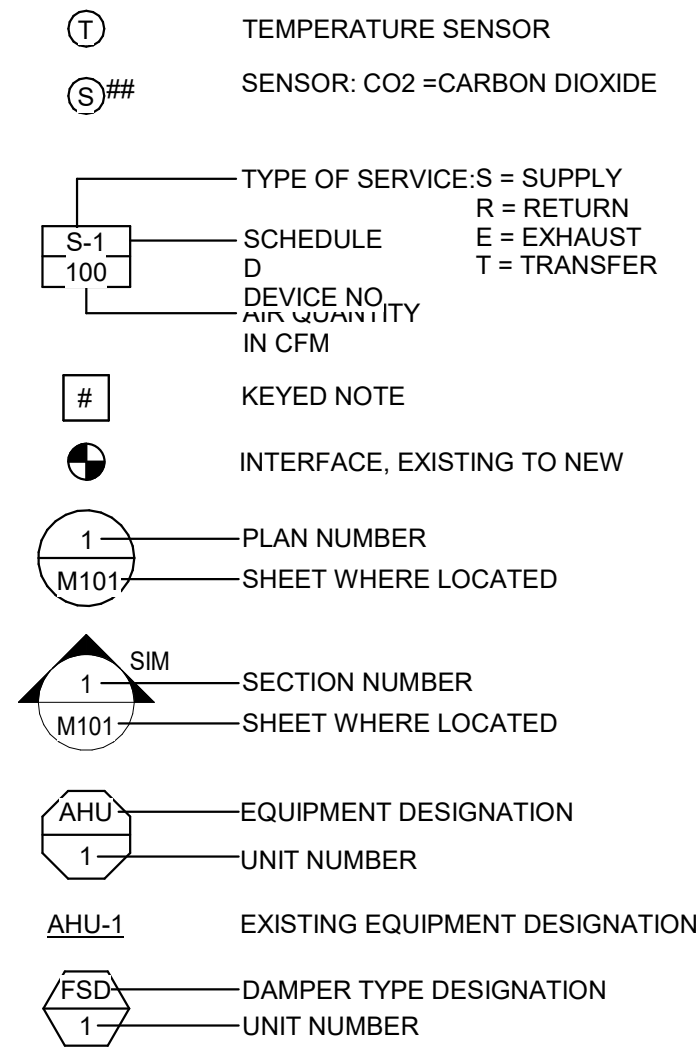 T TEMPERATURE SENSOR
S ## SENSOR: CO2 =CARBON DIOXIDE
TYPE OF SERVICE:S = SUPPLY
R = RETURN
S-1 SCHEDULE E = EXHAUST
100 D T = TRANSFER
DEVICE NO
AIR QUANTITY
IN CFM
# KEYED NOTE
INTERFACE, EXISTING TO NEW
1 PLAN NUMBER
M101 SHEET WHERE LOCATED
SIM
1 SECTION NUMBER
M101 SHEET WHERE LOCATED
AHU EQUIPMENT DESIGNATION
1 UNIT NUMBER
AHU-1 EXISTING EQUIPMENT DESIGNATION
FSD DAMPER TYPE DESIGNATION
1 UNIT NUMBER